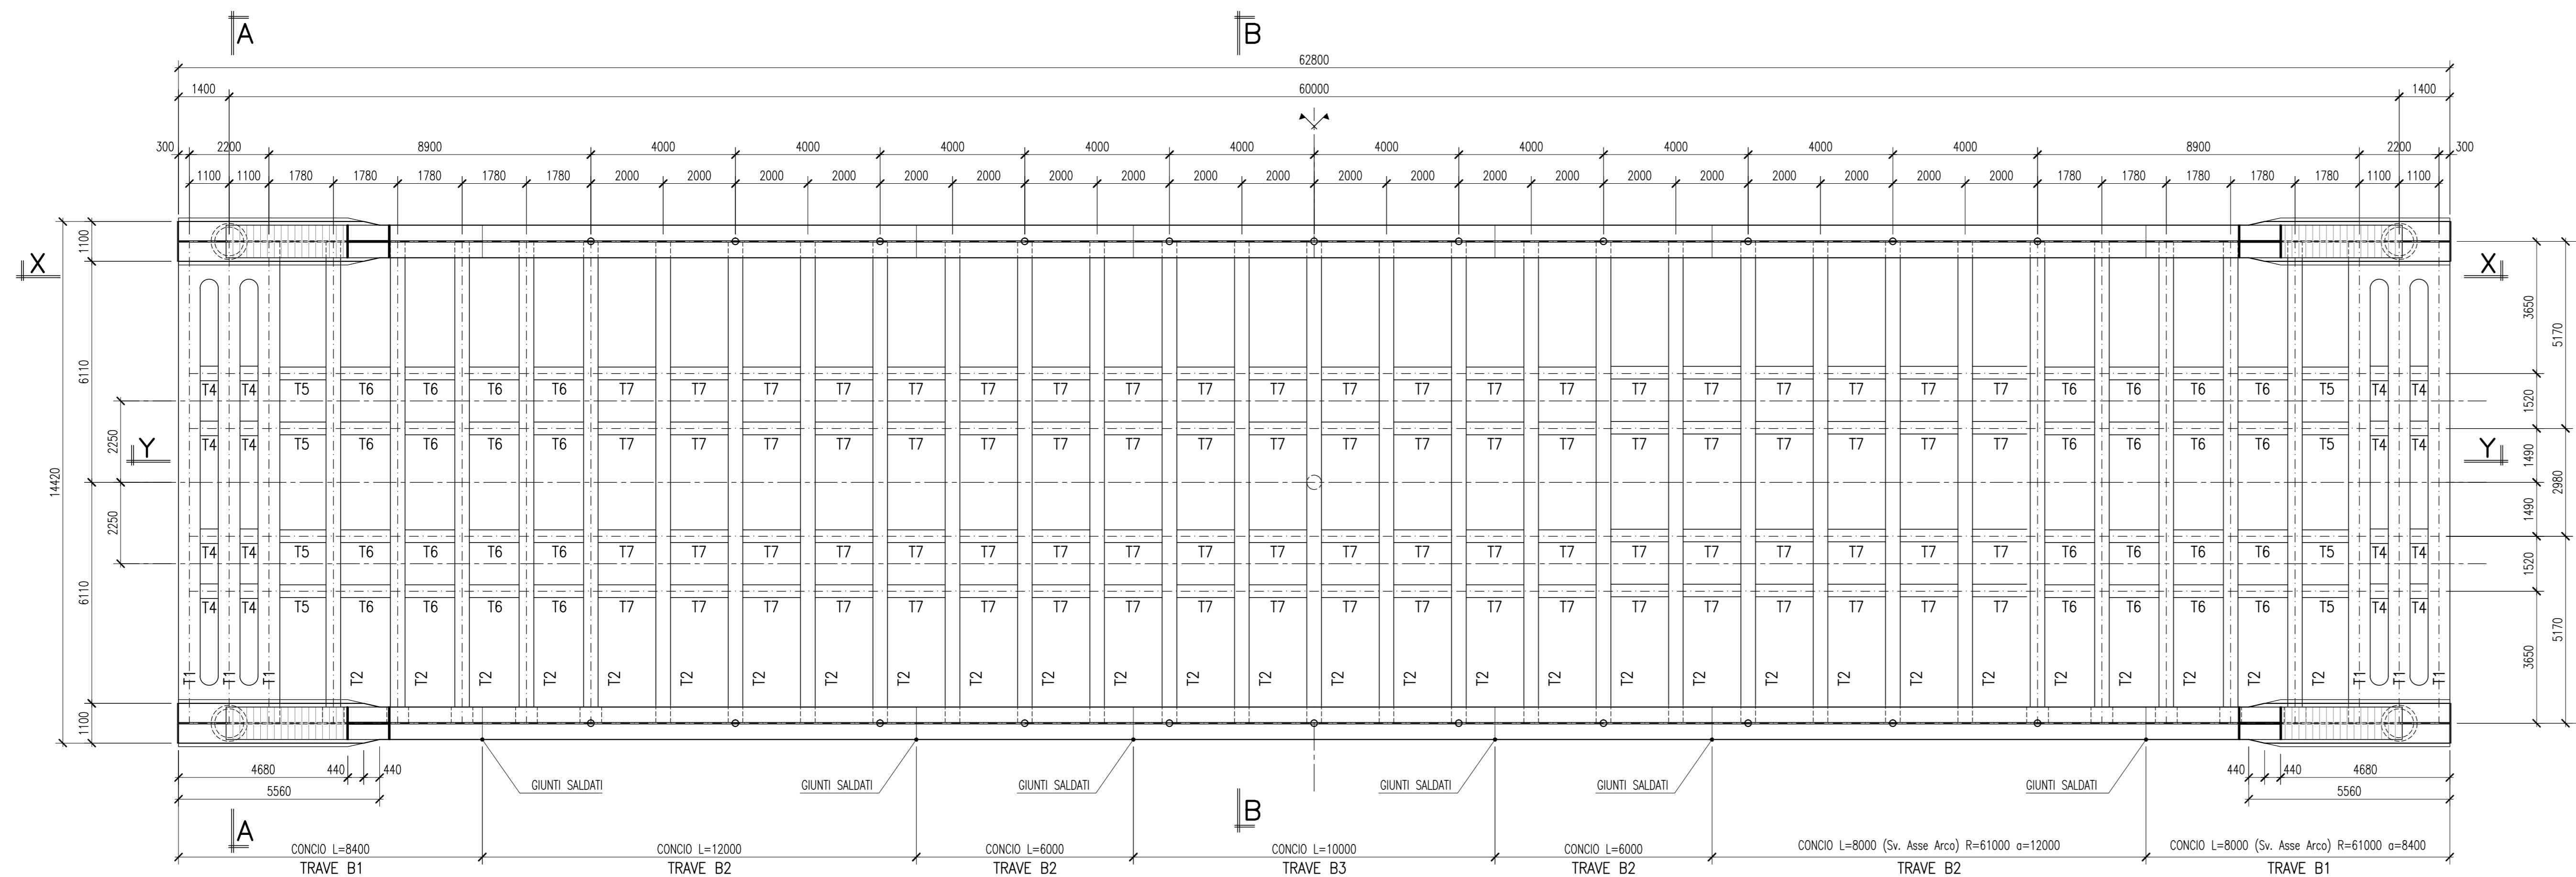 A B
62800
1400 60000 1400
300 2200 8900 4000 4000 4000 4000 4000 4000 4000 4000 4000 4000 8900 2200 300
1100 1100 1780 1780 1780 1780 1780 2000 2000 2000 2000 2000 2000 2000 2000 2000 2000 2000 2000 2000 2000 2000 2000 2000 2000 2000 2000 1780 1780 1780 1780 1780 1100 1100
1100
X X
3650
5170
6110
T4 T4 T5 T6 T6 T6 T6 T7 T7 T7 T7 T7 T7 T7 T7 T7 T7 T7 T7 T7 T7 T7 T7 T7 T7 T7 T7 T6 T6 T6 T6 T5 T4 T4
1520
2250
T4 T4 T5 T6 T6 T6 T6 T7 T7 T7 T7 T7 T7 T7 T7 T7 T7 T7 T7 T7 T7 T7 T7 T7 T7 T7 T7 T6 T6 T6 T6 T5 T4 T4
Y Y
1490
14420
2980
2250
1490
T4 T4 T5 T6 T6 T6 T6 T7 T7 T7 T7 T7 T7 T7 T7 T7 T7 T7 T7 T7 T7 T7 T7 T7 T7 T7 T7 T6 T6 T6 T6 T5 T4 T4
1520
6110
T4 T4 T5 T6 T6 T6 T6 T7 T7 T7 T7 T7 T7 T7 T7 T7 T7 T7 T7 T7 T7 T7 T7 T7 T7 T7 T7 T6 T6 T6 T6 T5 T4 T4
5170
3650
T1 T1 T1 T2 T2 T2 T2 T2 T2 T2 T2 T2 T2 T2 T2 T2 T2 T2 T2 T2 T2 T2 T2 T2 T2 T2 T2 T2 T2 T2 T2 T2 T1 T1 T1
1100
4680 440 440 440 440 4680
GIUNTI SALDATI GIUNTI SALDATI GIUNTI SALDATI GIUNTI SALDATI GIUNTI SALDATI GIUNTI SALDATI
5560 5560
A B
CONCIO L=8400 CONCIO L=12000 CONCIO L=6000 CONCIO L=10000 CONCIO L=6000 CONCIO L=8000 (Sv. Asse Arco) R=61000 a=12000 CONCIO L=8000 (Sv. Asse Arco) R=61000 a=8400
TRAVE B1 TRAVE B2 TRAVE B2 TRAVE B3 TRAVE B2 TRAVE B2 TRAVE B1